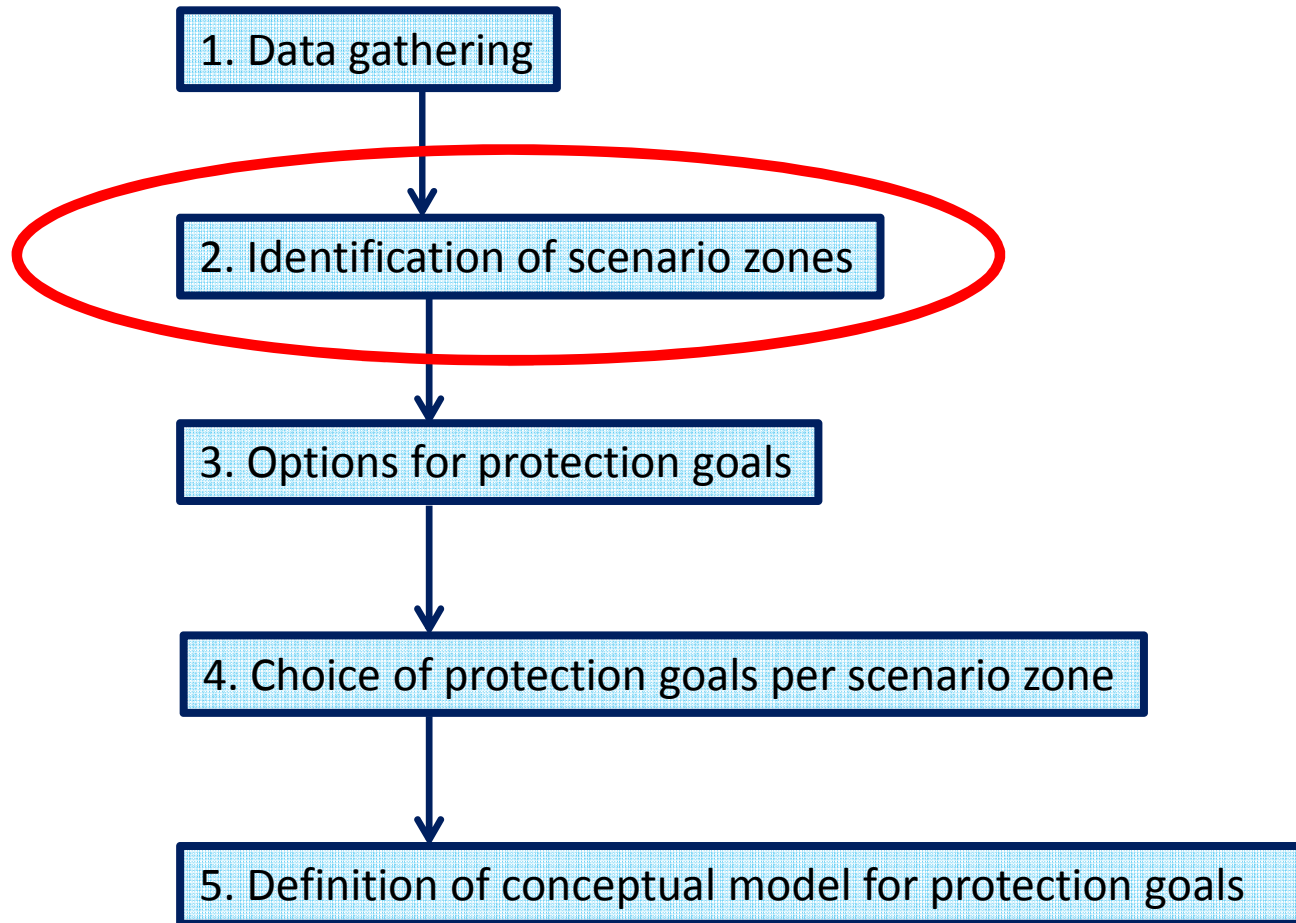 1. Data gathering
2. Identification of scenario zones
3. Options for protection goals
4. Choice of protection goals per scenario zone
5. Definition of conceptual model for protection goals